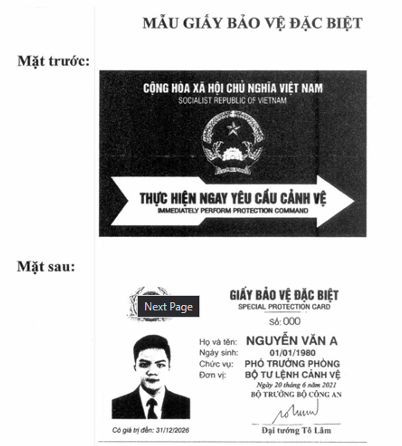 MẪU GIẤY BẢO VỆ ĐẶC BIỆT
Mặt trước:
CỘNG HÒA XÃ HỘI CHỦ NGHĨA VIỆT NAM
SOCIALIST REPUBLIC OF VIETNAM
THỰC HIỆN NGAY YÊU CẦU CẢNH VỆ
IMMEDIATELY PERFORM PROTECTION COMMAND
Mặt sau:
Next Page
GIẤY BẢO VỆ ĐẶC BIỆT
SPECIAL PROTECTION CARD
Số: 000
Họ và tên: NGUYỄN VĂN A
Ngày sinh: 01/01/1980
Chức vụ: PHÓ TRƯỞNG PHÒNG
Đơn vị: BỘ TƯ LỆNH CẢNH VỆ
Ngày 20 tháng 6 năm 2021
BỘ TRƯỞNG BỘ CÔNG AN
Có giá trị đến: 31/12/2026
Đại tướng Tô Lâm